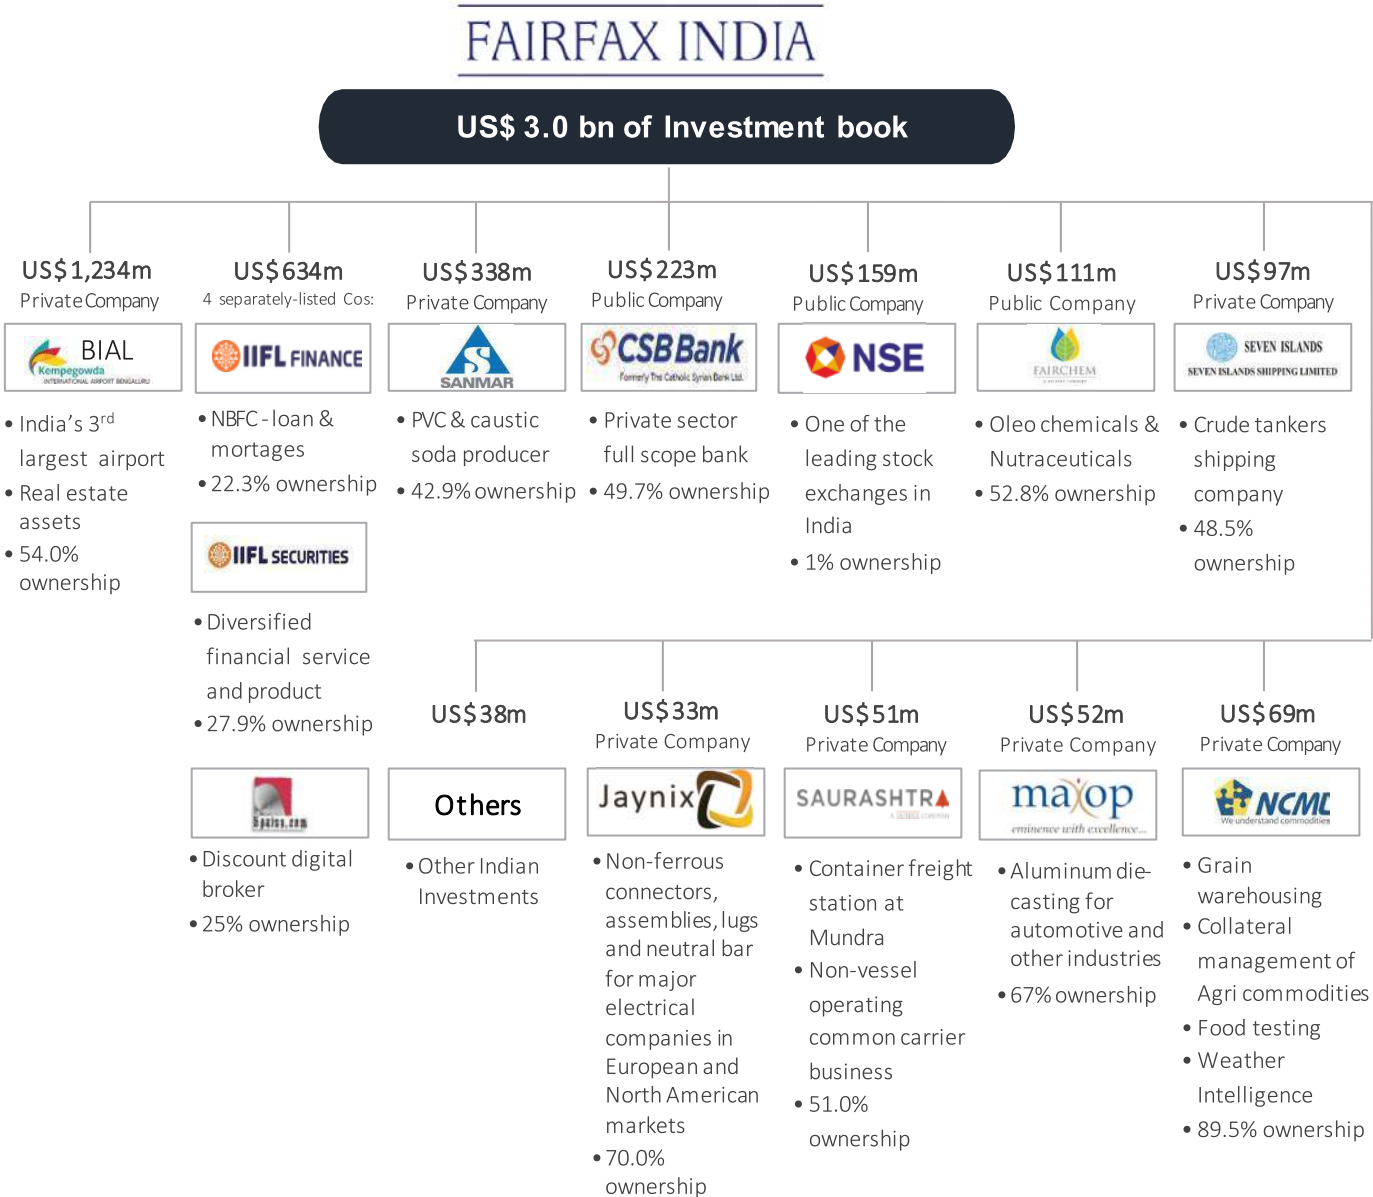 FAIRFAX INDIA
US$ 3.0 bn of Investment book
US$1,234m
Private Company
BIAL
Kempegowda
INTERNATIONAL AIRPORT BENGALURU
• India's 3rd
largest airport
• Real estate
assets
• 54.0%
ownership
US$634m
4 separately-listed Cos:
IIFL FINANCE
• NBFC - loan &
mortages
• 22.3% ownership
IIFL SECURITIES
• Diversified
financial service
and product
• 27.9% ownership
5paisa.com
• Discount digital
broker
• 25% ownership
US$338m
Private Company
SANMAR
• PVC & caustic
soda producer
• 42.9% ownership
US$223m
Public Company
CSB Bank
Formerly The Catholic Syrian Bank Ltd.
• Private sector
full scope bank
• 49.7% ownership
US$159m
Public Company
NSE
• One of the
leading stock
exchanges in
India
• 1% ownership
US$111m
Public Company
FAIRCHEM
• Oleo chemicals &
Nutraceuticals
• 52.8% ownership
US$97m
Private Company
SEVEN ISLANDS
SEVEN ISLANDS SHIPPING LIMITED
• Crude tankers
shipping
company
• 48.5%
ownership
US$38m
Others
• Other Indian
Investments
US$33m
Private Company
Jaynix
• Non-ferrous
connectors,
assemblies, lugs
and neutral bar
for major
electrical
companies in
European and
North American
markets
• 70.0%
ownership
US$51m
Private Company
SAURASHTRA
• Container freight
station at
Mundra
• Non-vessel
operating
common carrier
business
• 51.0%
ownership
US$52m
Private Company
maxop
eminence with excellence...
• Aluminum die-
casting for
automotive and
other industries
• 67% ownership
US$69m
Private Company
NCML
We understand commodities
• Grain
warehousing
• Collateral
management of
Agri commodities
• Food testing
• Weather
Intelligence
• 89.5% ownership